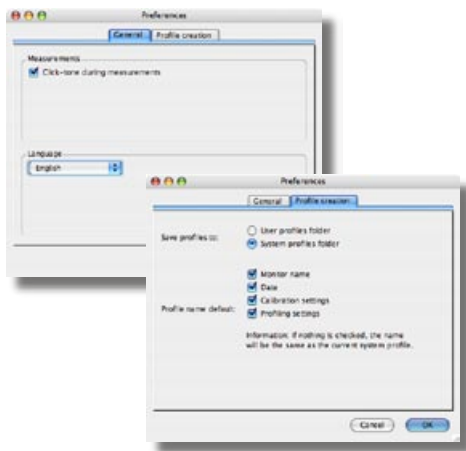 Preferences
General Profile creation
Measurements
Click-tone during measurements
Language
English
Preferences
General Profile creation
Save profiles to:
User profiles folder
System profiles folder
Profile name default:
Monitor name
Date
Calibration settings
Profiling settings
Information: If nothing is checked, the name
will be the same as the current system profile.
Cancel OK